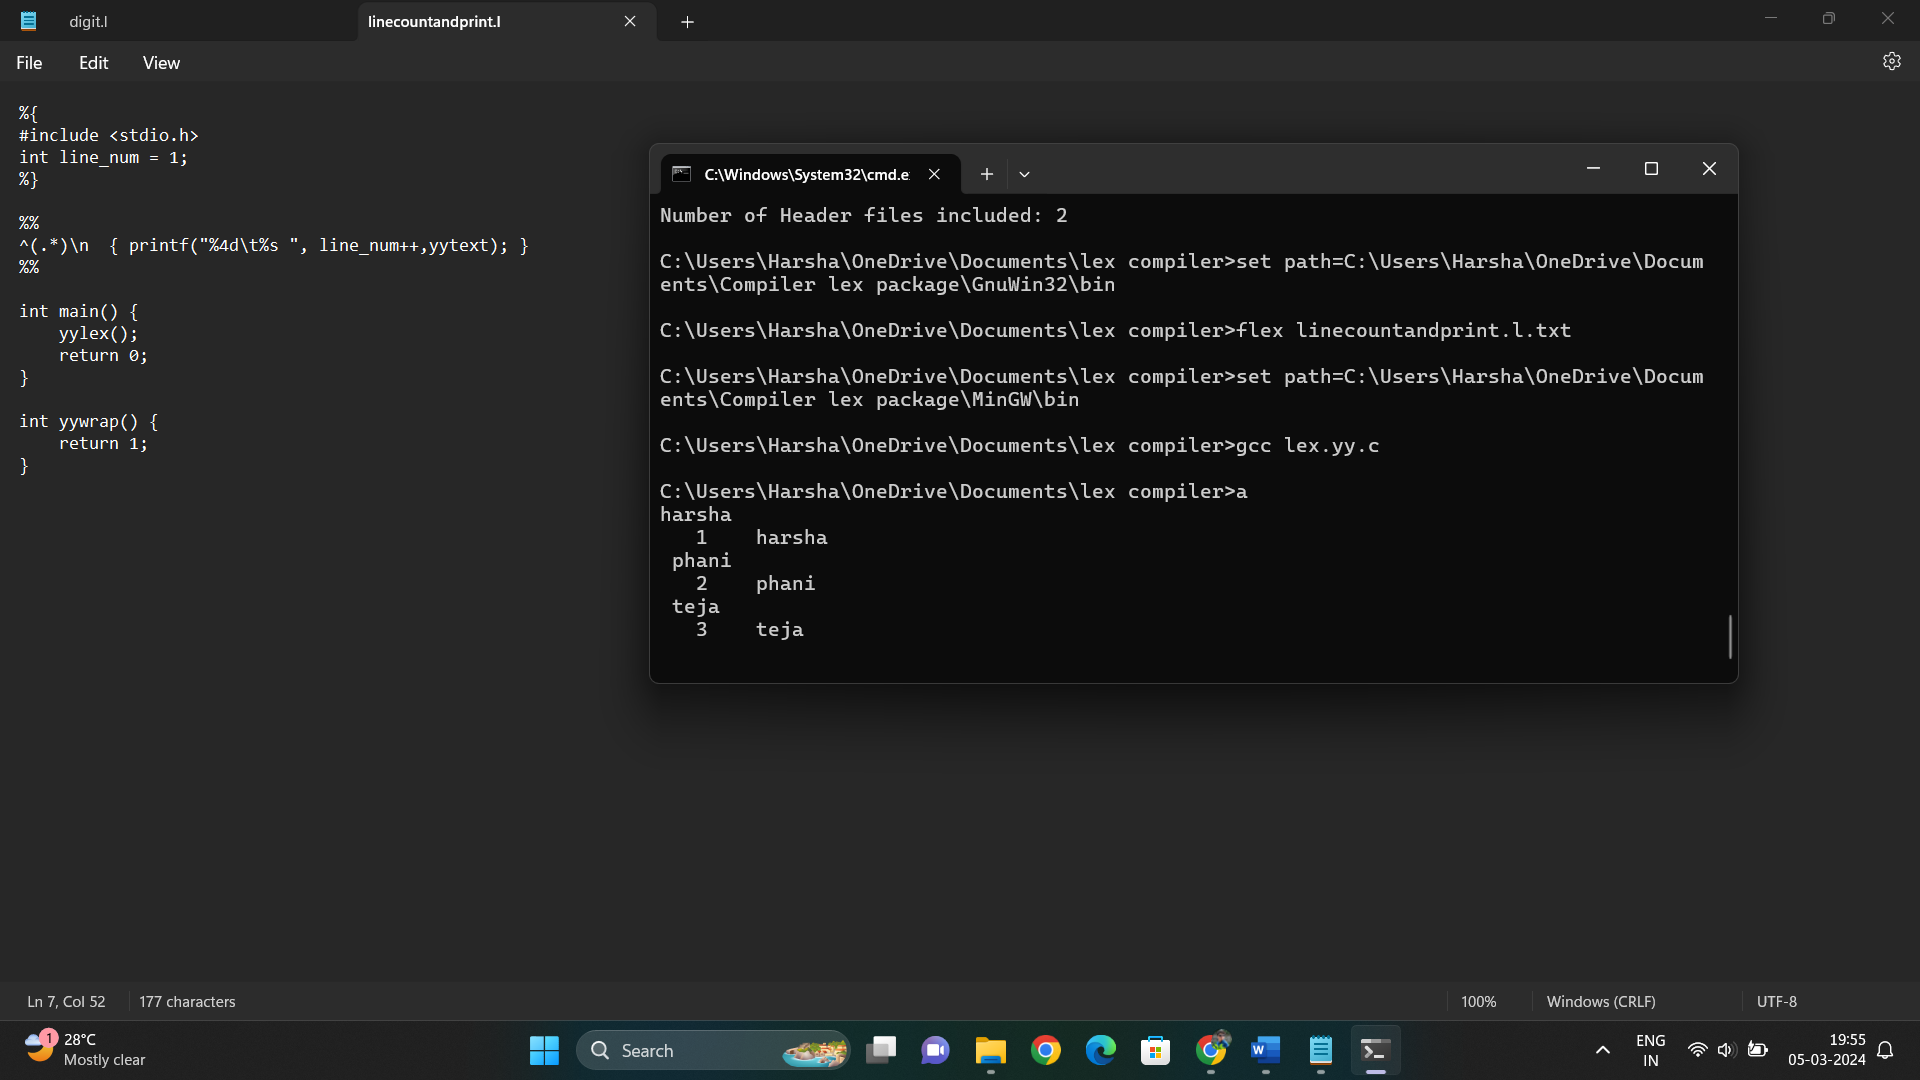 digit.l
linecountandprint.l
File Edit View
%{
#include <stdio.h>
int line_num = 1;
%}
%%
^(.*)\n  { printf("%4d\t%s ", line_num++,yytext); }
%%
int main() {
    yylex();
    return 0;
}
int yywrap() {
    return 1;
}
C:\Windows\System32\cmd.e
Number of Header files included: 2
C:\Users\Harsha\OneDrive\Documents\lex compiler>set path=C:\Users\Harsha\OneDrive\Docum
ents\Compiler lex package\GnuWin32\bin
C:\Users\Harsha\OneDrive\Documents\lex compiler>flex linecountandprint.l.txt
C:\Users\Harsha\OneDrive\Documents\lex compiler>set path=C:\Users\Harsha\OneDrive\Docum
ents\Compiler lex package\MinGW\bin
C:\Users\Harsha\OneDrive\Documents\lex compiler>gcc lex.yy.c
C:\Users\Harsha\OneDrive\Documents\lex compiler>a
harsha
   1    harsha
 phani
   2    phani
 teja
   3    teja
Ln 7, Col 52
177 characters
100%
Windows (CRLF)
UTF-8
1
28°C
Mostly clear
Search
W
ENG
IN
19:55
05-03-2024